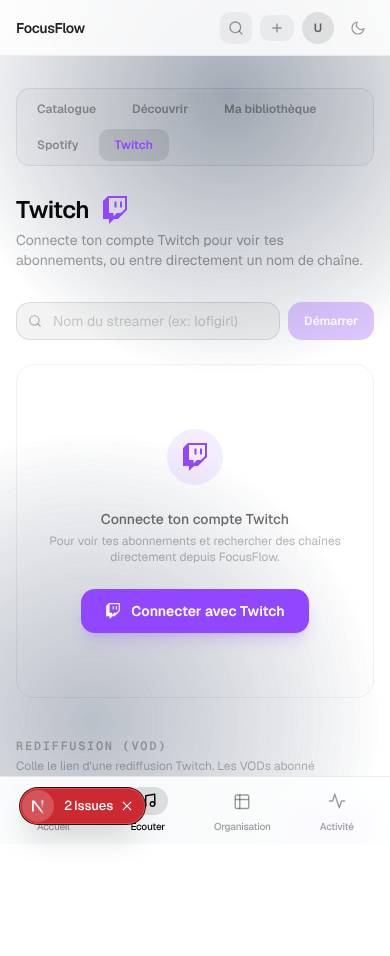 FocusFlow
U
Catalogue
Découvrir
Ma bibliothèque
Spotify
Twitch
Twitch
Connecte ton compte Twitch pour voir tes
abonnements, ou entre directement un nom de chaîne.
Nom du streamer (ex: lofigirl)
Démarrer
Connecte ton compte Twitch
Pour voir tes abonnements et rechercher des chaînes
directement depuis FocusFlow.
Connecter avec Twitch
REDIFFUSION (VOD)
Colle le lien d'une rediffusion Twitch. Les VODs abonné
N
2 Issues
Accueil
Écouter
Organisation
Activité